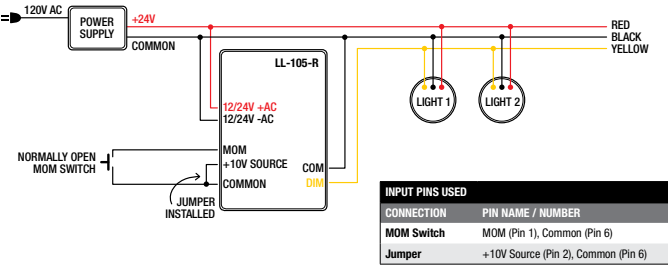 120V AC
POWER
SUPPLY
+24V
COMMON
RED
BLACK
YELLOW
LL-105-R
LIGHT 1
LIGHT 2
12/24V +AC
12/24V -AC
MOM
+10V SOURCE
COMMON
COM
DIM
NORMALLY OPEN
MOM SWITCH
JUMPER
INSTALLED
INPUT PINS USED
CONNECTION PIN NAME / NUMBER
MOM Switch MOM (Pin 1), Common (Pin 6)
Jumper +10V Source (Pin 2), Common (Pin 6)